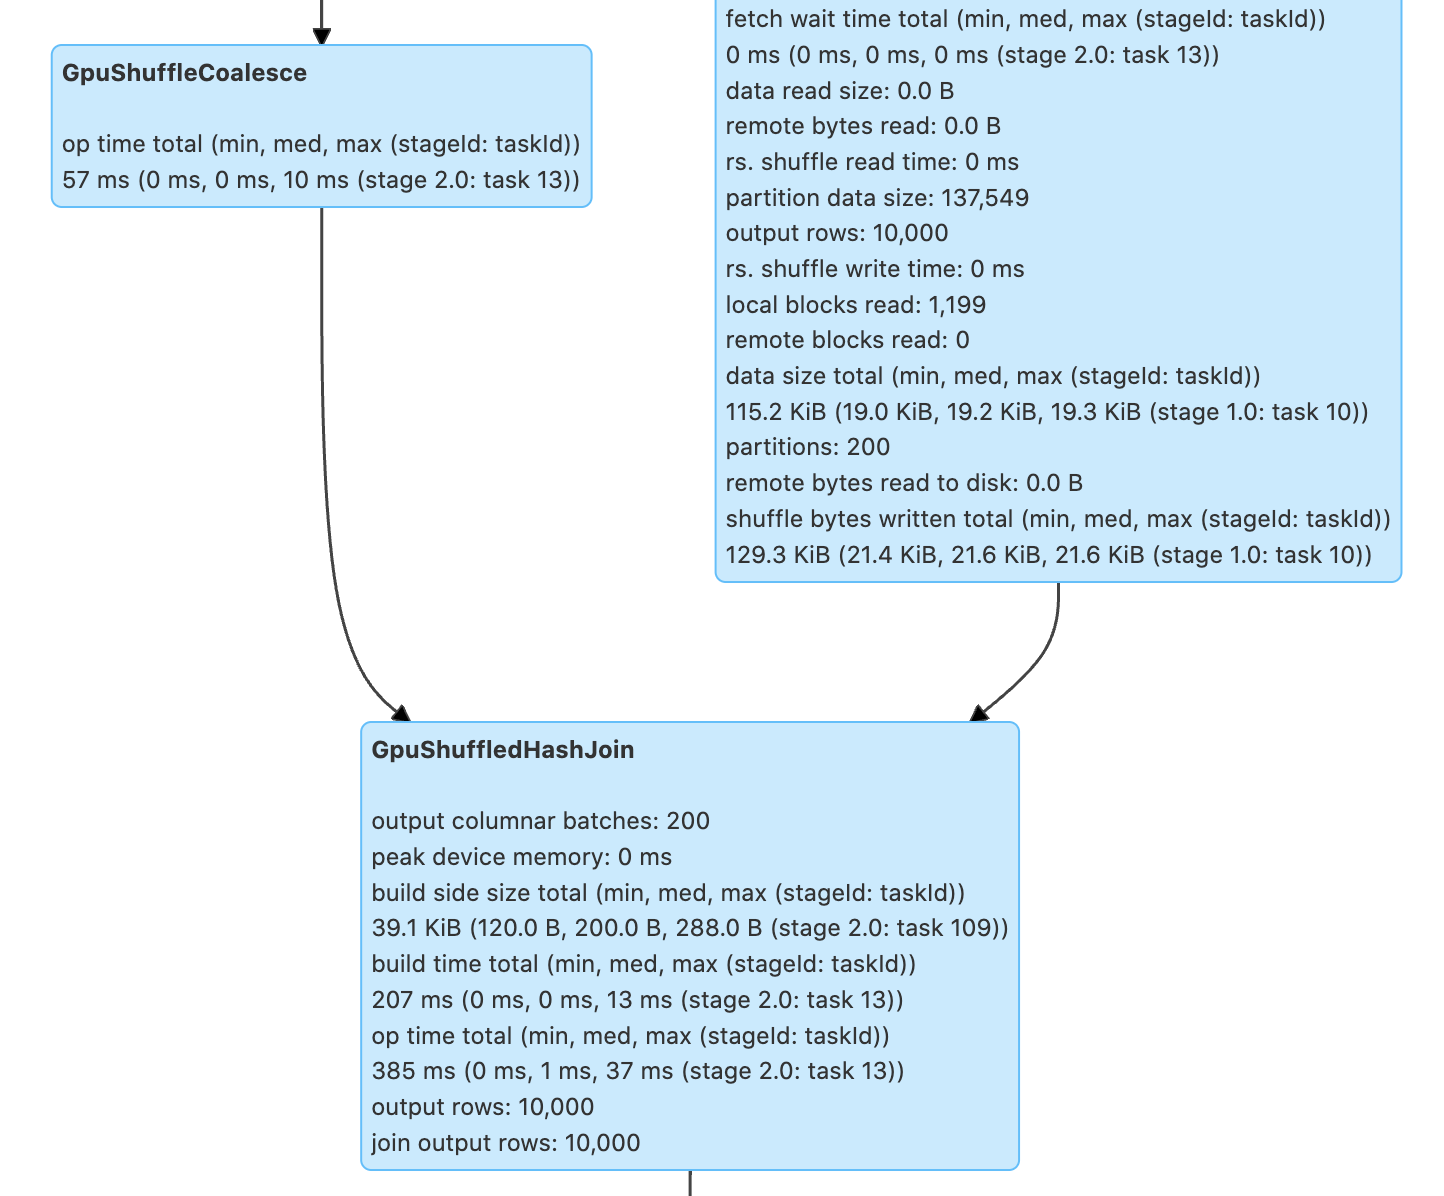 GpuShuffleCoalesce
op time total (min, med, max (stageId: taskId))
57 ms (0 ms, 0 ms, 10 ms (stage 2.0: task 13))
fetch wait time total (min, med, max (stageId: taskId))
0 ms (0 ms, 0 ms, 0 ms (stage 2.0: task 13))
data read size: 0.0 B
remote bytes read: 0.0 B
rs. shuffle read time: 0 ms
partition data size: 137,549
output rows: 10,000
rs. shuffle write time: 0 ms
local blocks read: 1,199
remote blocks read: 0
data size total (min, med, max (stageId: taskId))
115.2 KiB (19.0 KiB, 19.2 KiB, 19.3 KiB (stage 1.0: task 10))
partitions: 200
remote bytes read to disk: 0.0 B
shuffle bytes written total (min, med, max (stageId: taskId))
129.3 KiB (21.4 KiB, 21.6 KiB, 21.6 KiB (stage 1.0: task 10))
GpuShuffledHashJoin
output columnar batches: 200
peak device memory: 0 ms
build side size total (min, med, max (stageId: taskId))
39.1 KiB (120.0 B, 200.0 B, 288.0 B (stage 2.0: task 109))
build time total (min, med, max (stageId: taskId))
207 ms (0 ms, 0 ms, 13 ms (stage 2.0: task 13))
op time total (min, med, max (stageId: taskId))
385 ms (0 ms, 1 ms, 37 ms (stage 2.0: task 13))
output rows: 10,000
join output rows: 10,000